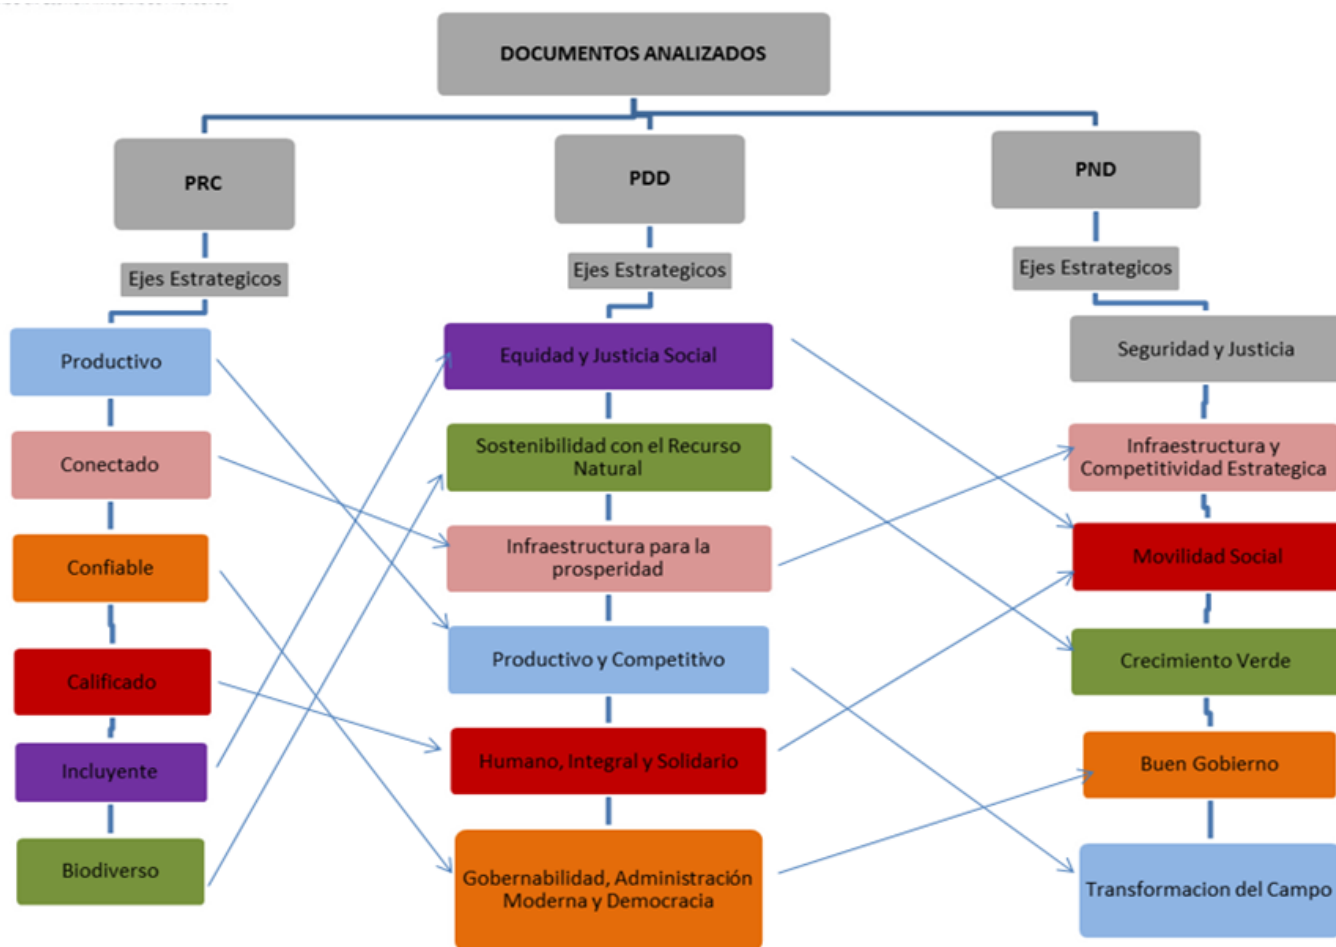 DOCUMENTOS ANALIZADOS
PRC
PDD
PND
Ejes Estrategicos
Ejes Estrategicos
Ejes Estrategicos
Productivo
Conectado
Confiable
Calificado
Incluyente
Biodiverso
Equidad y Justicia Social
Sostenibilidad con el Recurso
Natural
Infraestructura para la
prosperidad
Productivo y Competitivo
Humano, Integral y Solidario
Gobernabilidad, Administración
Moderna y Democracia
Seguridad y Justicia
Infraestructura y
Competitividad Estrategica
Movilidad Social
Crecimiento Verde
Buen Gobierno
Transformacion del Campo